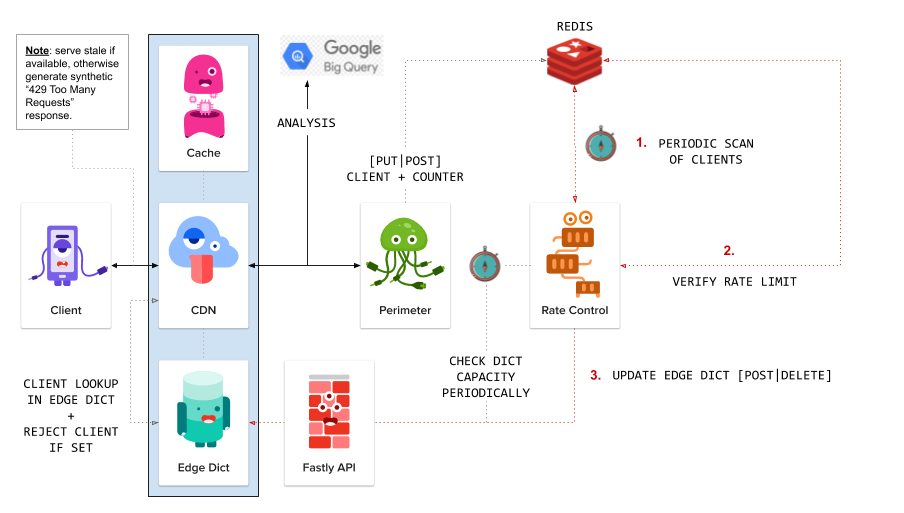 REDIS
Note: serve stale if
available, otherwise
generate synthetic
“429 Too Many
Requests”
response.
Google
Big Query
Cache
ANALYSIS
1. PERIODIC SCAN
OF CLIENTS
[PUT|POST]
CLIENT + COUNTER
2.
VERIFY RATE LIMIT
Client
CDN
Perimeter
Rate Control
CHECK DICT
CAPACITY
PERIODICALLY
3. UPDATE EDGE DICT [POST|DELETE]
CLIENT LOOKUP
IN EDGE DICT
+
REJECT CLIENT
IF SET
Edge Dict
Fastly API